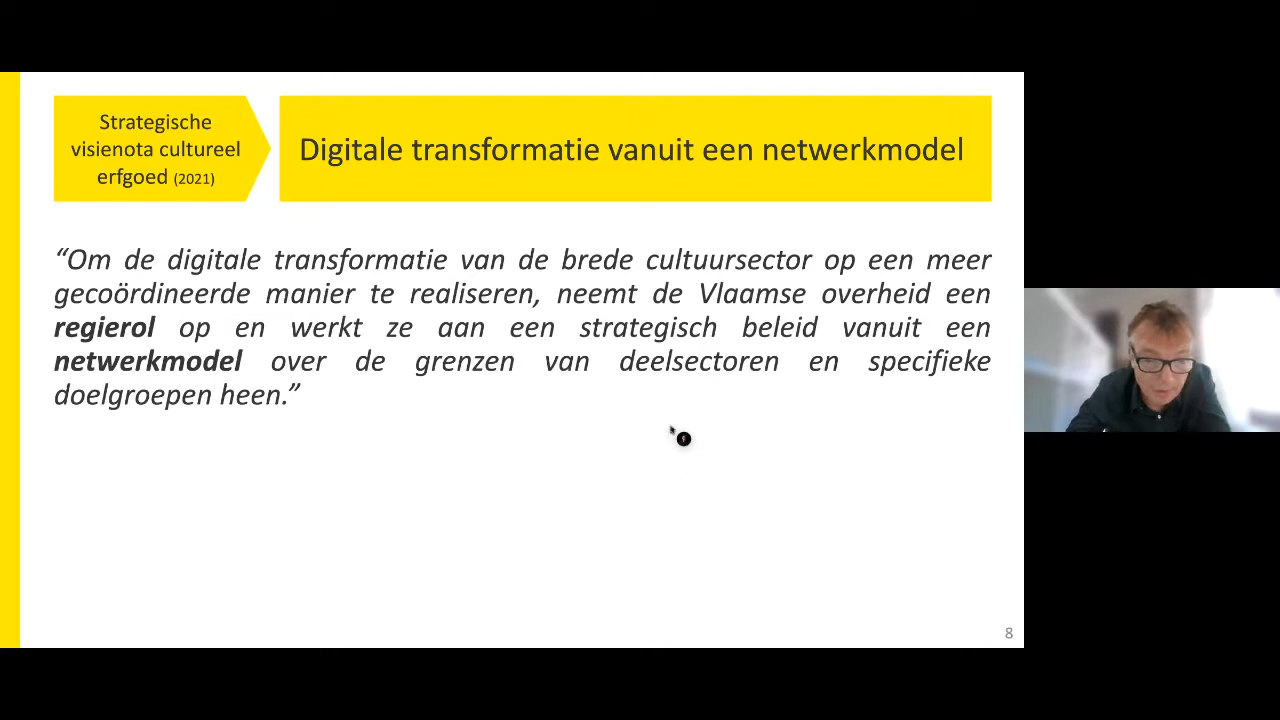 Strategische
visienota cultureel
erfgoed (2021)
Digitale transformatie vanuit een netwerkmodel
“Om de digitale transformatie van de brede cultuursector op een meer
gecoördineerde manier te realiseren, neemt de Vlaamse overheid een
regierol op en werkt ze aan een strategisch beleid vanuit een
netwerkmodel over de grenzen van deelsectoren en specifieke
doelgroepen heen.”
8